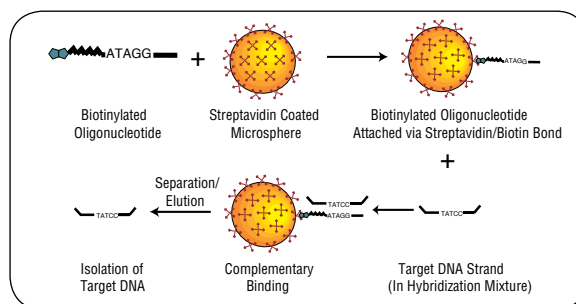 ATAGG
+
Biotinylated
Oligonucleotide
Streptavidin Coated
Microsphere
ATAGG
Biotinylated Oligonucleotide
Attached via Streptavidin/Biotin Bond
+
Separation/
Elution
TATCC
TATCC
ATAGG
TATCC
Isolation of
Target DNA
Complementary
Binding
Target DNA Strand
(In Hybridization Mixture)